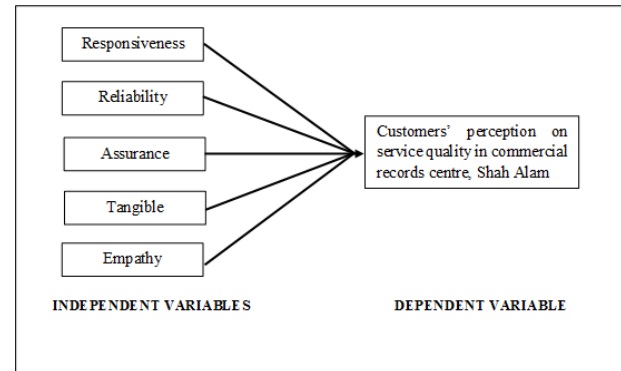 Responsiveness
Reliability
Assurance
Tangible
Empathy
Customers' perception on
service quality in commercial
records centre, Shah Alam
INDEPENDENT VARIABLES
DEPENDENT VARIABLE